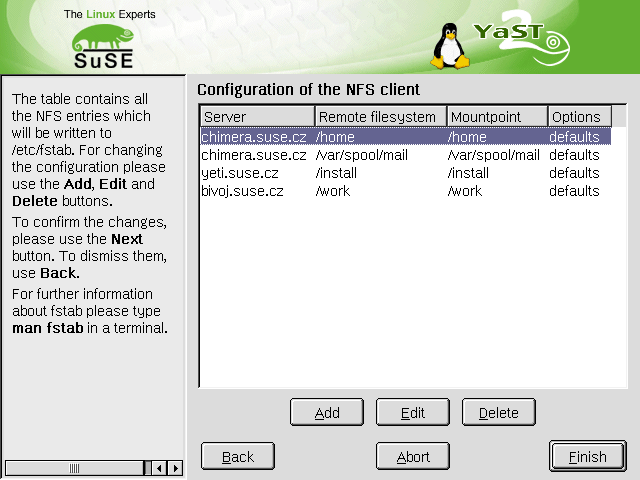 The Linux Experts
SuSE
YaST
2
The table contains all
the NFS entries which
will be written to
/etc/fstab. For changing
the configuration please
use the Add, Edit and
Delete buttons.
To confirm the changes,
please use the Next
button. To dismiss them,
use Back.
For further information
about fstab please type
man fstab in a terminal.
Configuration of the NFS client
Server Remote filesystem Mountpoint Options
chimera.suse.cz /home /home defaults
chimera.suse.cz /var/spool/mail /var/spool/mail defaults
yeti.suse.cz /install /install defaults
bivoj.suse.cz /work /work defaults
Add Edit Delete
Back Abort Finish